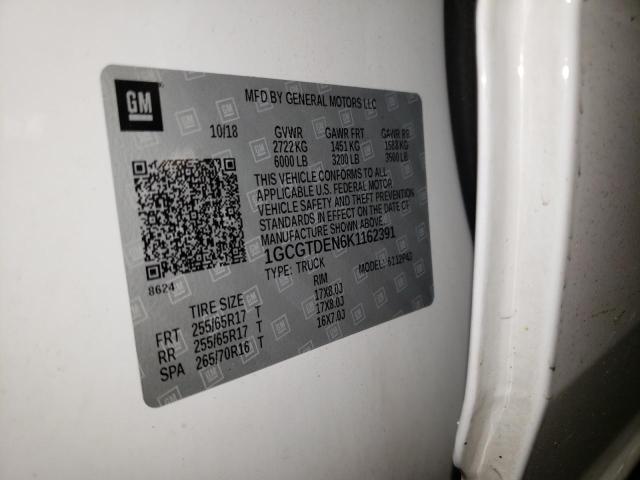 GM
MFD BY GENERAL MOTORS LLC
10/18 GVWR GAWR FRT GAWR RR
2722 KG 1451 KG 1588 KG
6000 LB 3200 LB 3900 LB
THIS VEHICLE CONFORMS TO ALL
APPLICABLE U.S. FEDERAL MOTOR
VEHICLE SAFETY AND THEFT PREVENTION
STANDARDS IN EFFECT ON THE DATE OF
MANUFACTURE SHOWN ABOVE.
1GCGTDEN6K1162391
8624 TYPE: TRUCK MODEL:
TIRE SIZE RIM
FRT 255/65R17 T 17X8.0J
RR 255/65R17 T 17X8.0J
SPA 265/70R16 T 16X7.0J